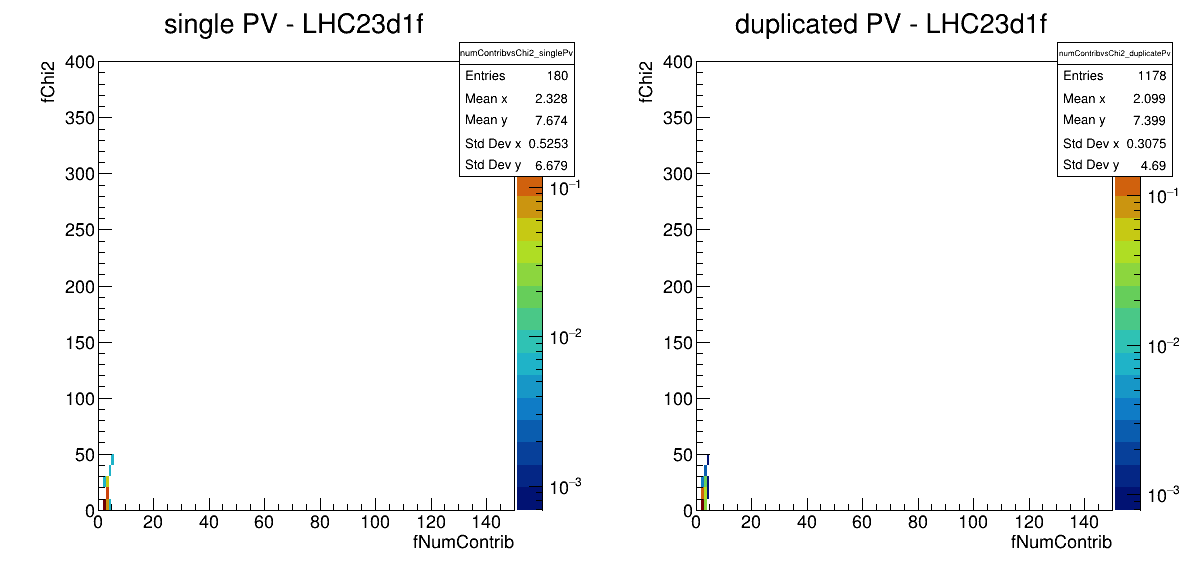 single PV - LHC23d1f
numContribvsChi2_singlePv
Entries 180
Mean x 2.328
Mean y 7.674
Std Dev x 0.5253
Std Dev y 6.679
fChi2
400
350
300
250
200
150
100
50
0
0 20 40 60 80 100 120 140
fNumContrib
10⁻¹
10⁻²
10⁻³
duplicated PV - LHC23d1f
numContribvsChi2_duplicatePv
Entries 1178
Mean x 2.099
Mean y 7.399
Std Dev x 0.3075
Std Dev y 4.69
fChi2
400
350
300
250
200
150
100
50
0
0 20 40 60 80 100 120 140
fNumContrib
10⁻¹
10⁻²
10⁻³